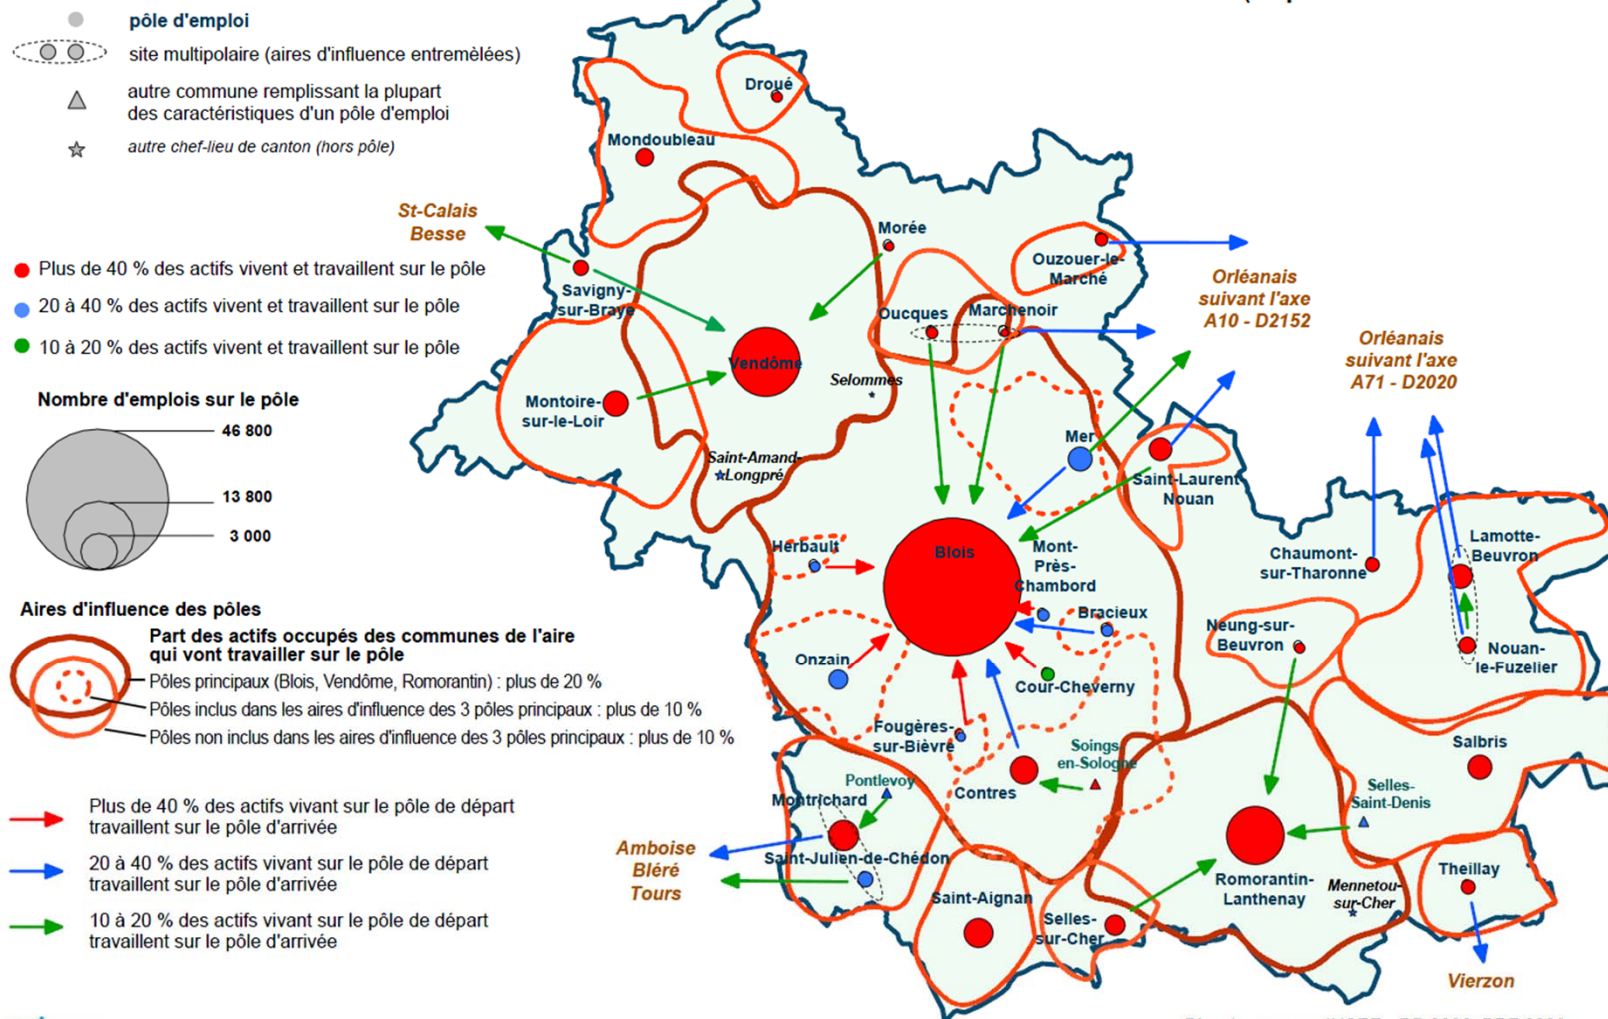 pôle d'emploi
site multipolaire (aires d'influence entremêlées)
autre commune remplissant la plupart
des caractéristiques d'un pôle d'emploi
autre chef-lieu de canton (hors pôle)
Plus de 40 % des actifs vivent et travaillent sur le pôle
20 à 40 % des actifs vivent et travaillent sur le pôle
10 à 20 % des actifs vivent et travaillent sur le pôle
Nombre d'emplois sur le pôle
46 800
13 800
3 000
Aires d'influence des pôles
Part des actifs occupés des communes de l'aire
qui vont travailler sur le pôle
Pôles principaux (Blois, Vendôme, Romorantin) : plus de 20 %
Pôles inclus dans les aires d'influence des 3 pôles principaux : plus de 10 %
Pôles non inclus dans les aires d'influence des 3 pôles principaux : plus de 10 %
Plus de 40 % des actifs vivant sur le pôle de départ
travaillent sur le pôle d'arrivée
20 à 40 % des actifs vivant sur le pôle de départ
travaillent sur le pôle d'arrivée
10 à 20 % des actifs vivant sur le pôle de départ
travaillent sur le pôle d'arrivée
Droué
Mondoubleau
St-Calais
Besse
Savigny-
sur-Braye
Morée
Ouzouer-le-
Marché
Orléanais
suivant l'axe
A10 - D2152
Oucques
Marchenoir
Orléanais
suivant l'axe
A71 - D2020
Vendôme
Selommes
Montoire-
sur-le-Loir
Saint-Amand-
Longpré
Mer
Saint-Laurent
Nouan
Herbault
Blois
Mont-
Près-
Chambord
Bracieux
Chaumont-
sur-Tharonne
Lamotte-
Beuvron
Neung-sur-
Beuvron
Nouan-
le-Fuzelier
Onzain
Cour-Cheverny
Fougères-
sur-Bièvre
Soings-
en-Sologne
Contres
Salbris
Pontlevoy
Montrichard
Selles-
Saint-Denis
Amboise
Bléré
Tours
Saint-Julien-de-Chédon
Saint-Aignan
Selles-
sur-Cher
Romorantin-
Lanthenay
Mennetou-
sur-Cher
Theillay
Vierzon